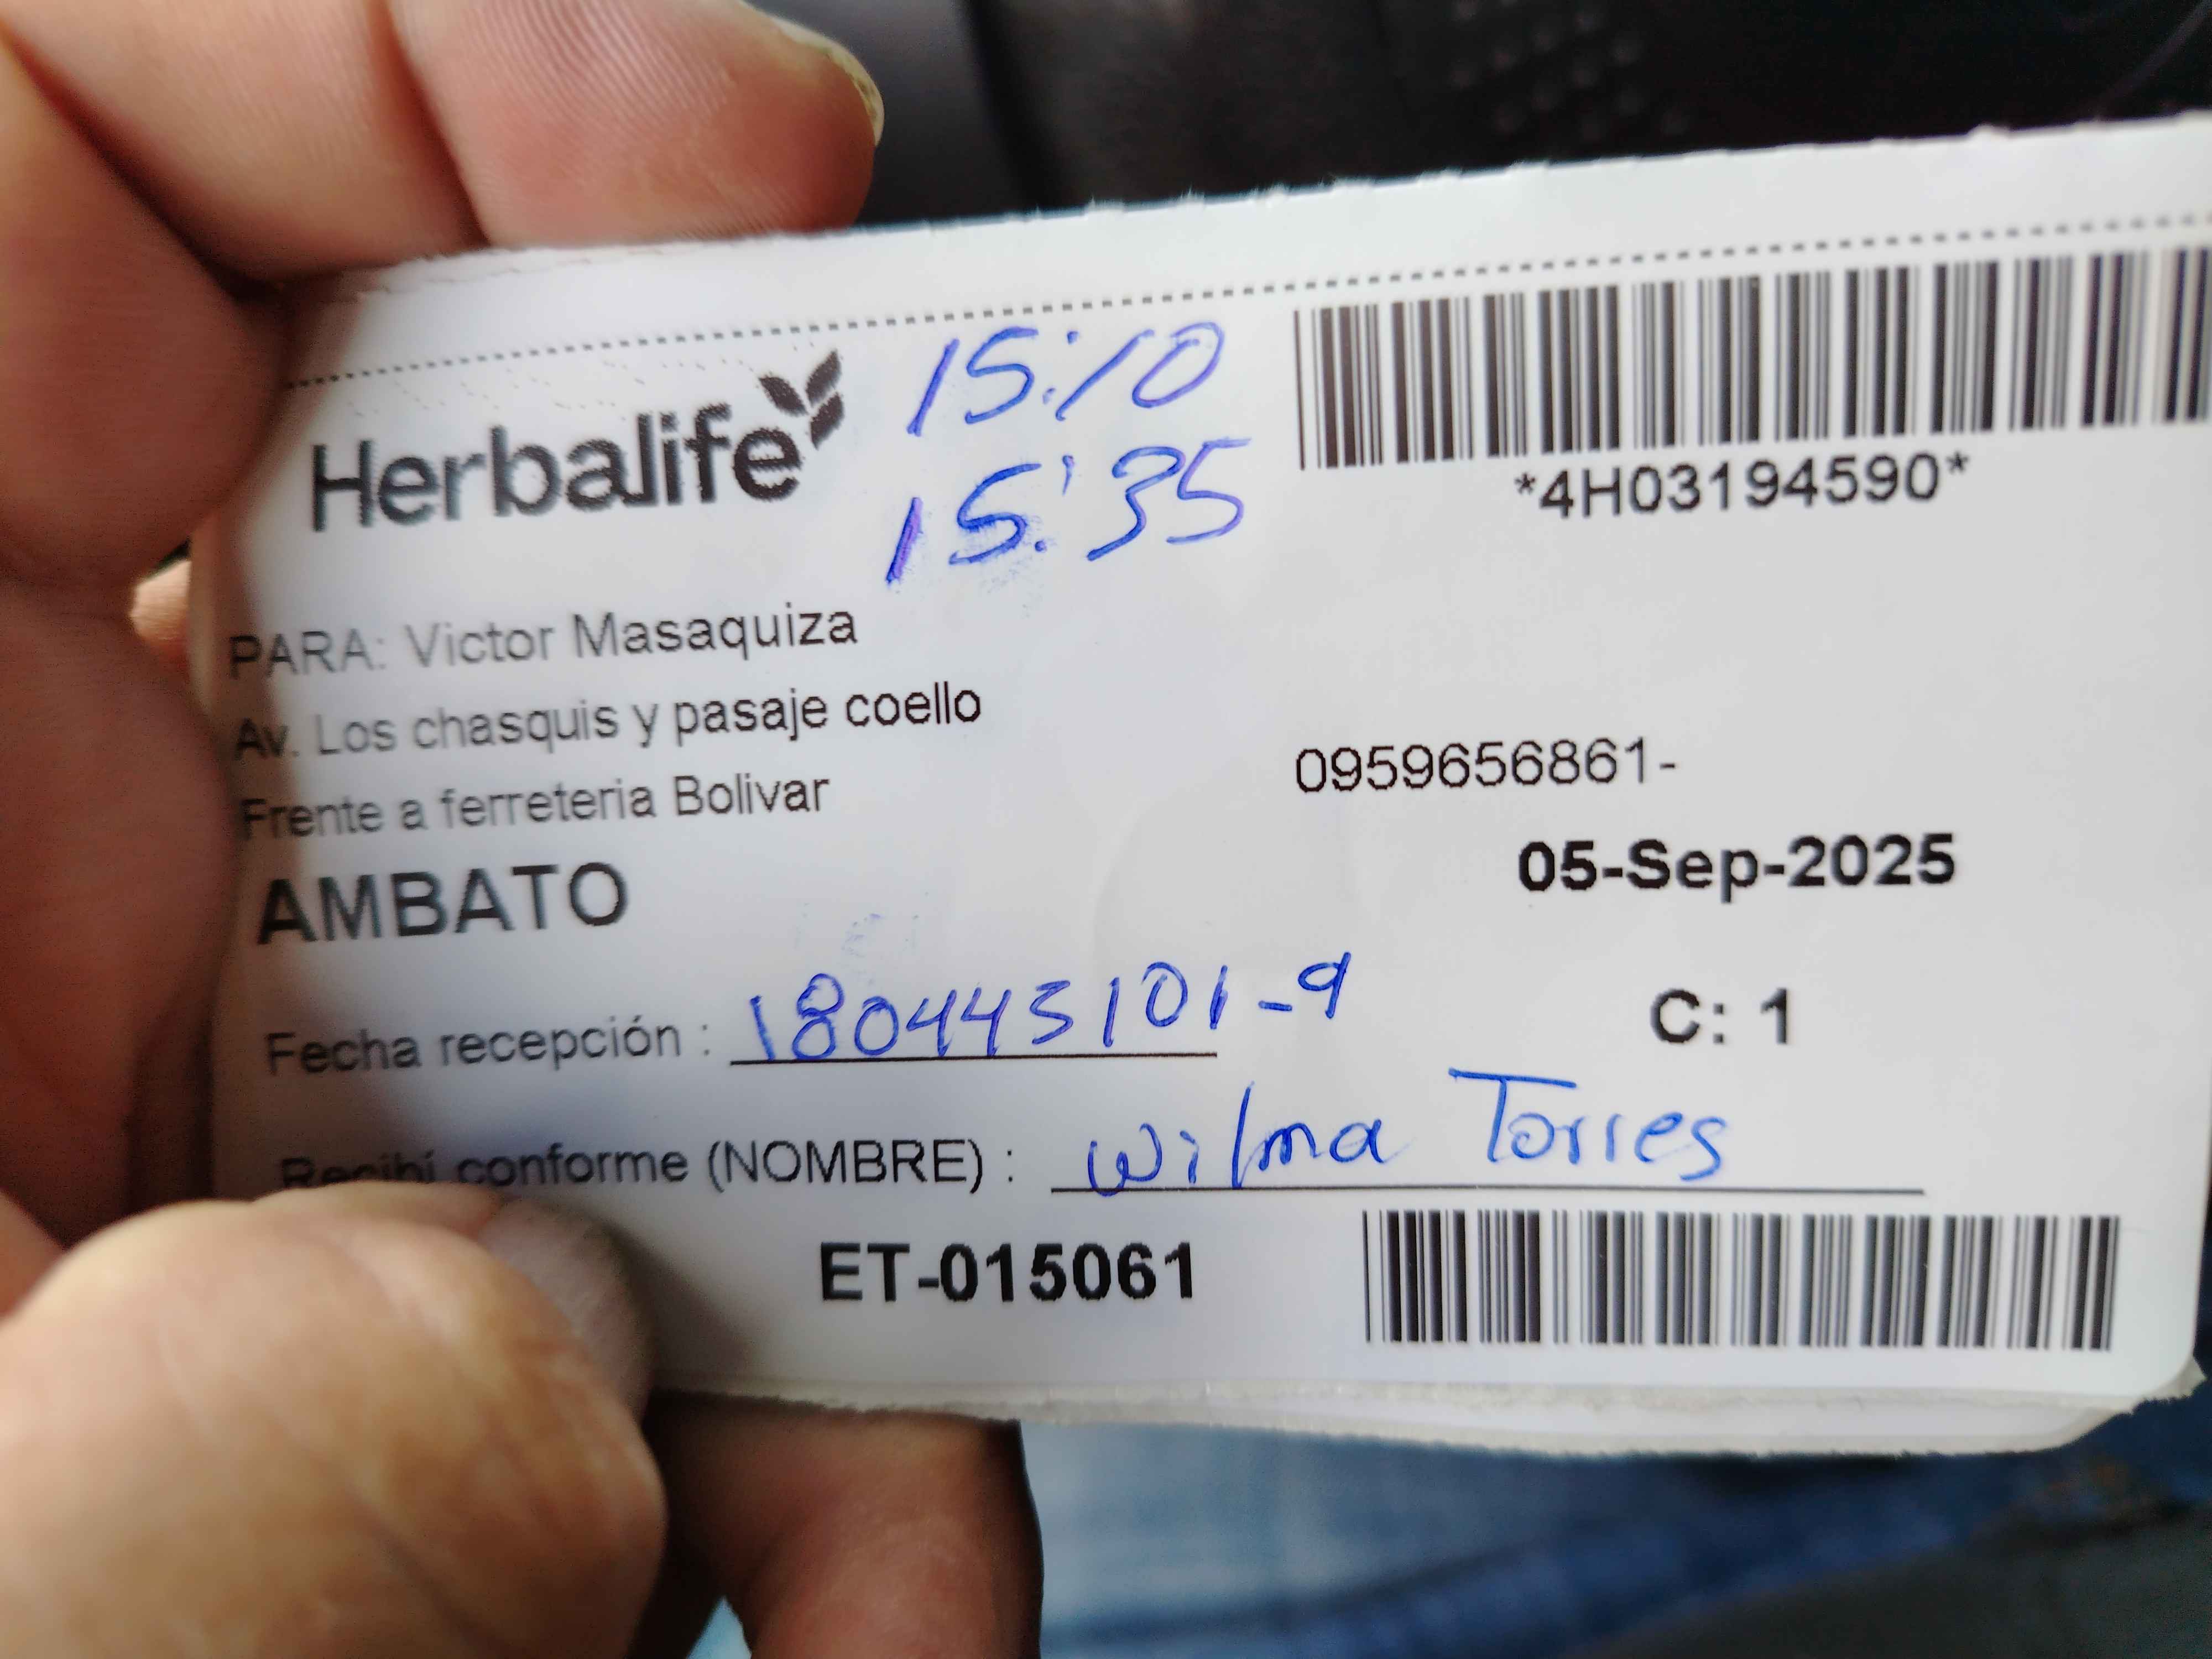 Herbalife
15:10
15:35
*4H03194590*
PARA: Victor Masaquiza
Av. Los chasquis y pasaje coello
Frente a ferreteria Bolivar
0959656861-
AMBATO
05-Sep-2025
Fecha recepción : 180445101-9
C: 1
Recibí conforme (NOMBRE) : Wilma Torres
ET-015061